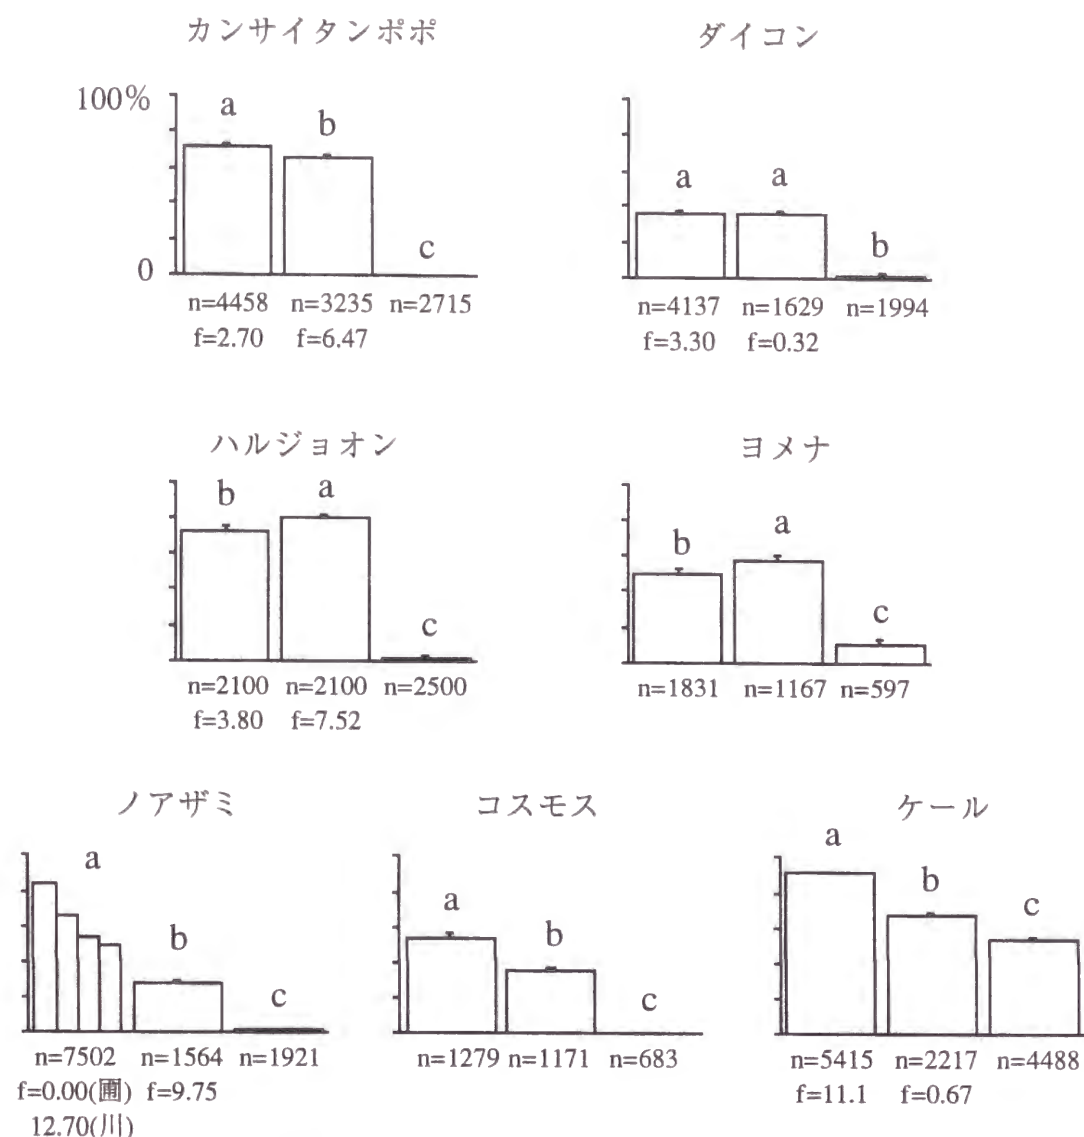 カンサイタンポポ
100%
a
b
c
0
n=4458 n=3235 n=2715
f=2.70 f=6.47
ダイコン
a
a
b
n=4137 n=1629 n=1994
f=3.30 f=0.32
ハルジョオン
b
a
c
n=2100 n=2100 n=2500
f=3.80 f=7.52
ヨメナ
b
a
c
n=1831 n=1167 n=597
ノアザミ
a
b
c
n=7502 n=1564 n=1921
f=0.00(圃) f=9.75
12.70(川)
コスモス
a
b
c
n=1279 n=1171 n=683
ケール
a
b
c
n=5415 n=2217 n=4488
f=11.1 f=0.67